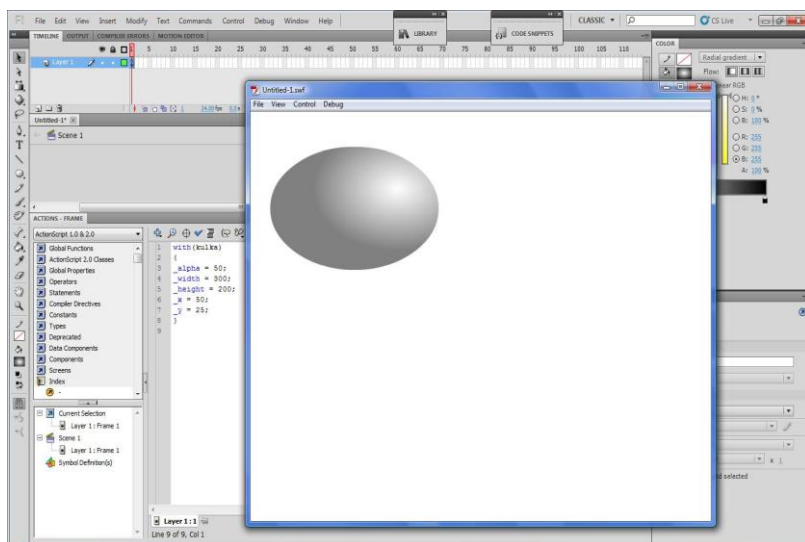 Fl File Edit View Insert Modify Text Commands Control Debug Window Help
CLASSIC
CS Live
TIMELINE OUTPUT COMPILER ERRORS MOTION EDITOR
LIBRARY
CODE SNIPPETS
COLOR
5 10 15 20 25 30 35 40 45 50 55 60 65 70 75 80 85 90 95 100 105 110
Layer 1
Radial gradient
Flow:
24.00 fps
Untitled-1*
Scene 1
Untitled-1.swf
File View Control Debug
H: 0 °
S: 0 %
B: 100 %
R: 255
G: 255
B: 255
A: 100 %
ACTIONS - FRAME
ActionScript 1.0 & 2.0
Global Functions
ActionScript 2.0 Classes
Global Properties
Operators
Statements
Compiler Directives
Constants
Types
Deprecated
Data Components
Components
Screens
Index
1 with(kulka)
2 {
3 _alpha = 50;
4 _width = 300;
5 _height = 200;
6 _x = 50;
7 _y = 25;
8 }
9
Current Selection
Layer 1 : Frame 1
Scene 1
Layer 1 : Frame 1
Symbol Definition(s)
Layer 1 : 1
Line 9 of 9, Col 1
selected